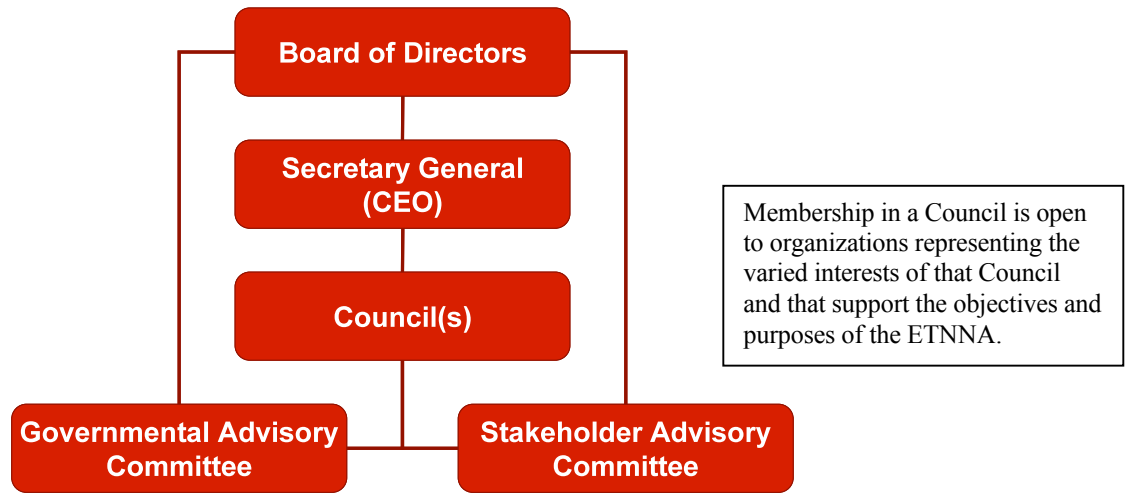 Board of Directors
Secretary General
(CEO)
Council(s)
Governmental Advisory
Committee
Stakeholder Advisory
Committee
Membership in a Council is open
to organizations representing the
varied interests of that Council
and that support the objectives and
purposes of the ETNNA.